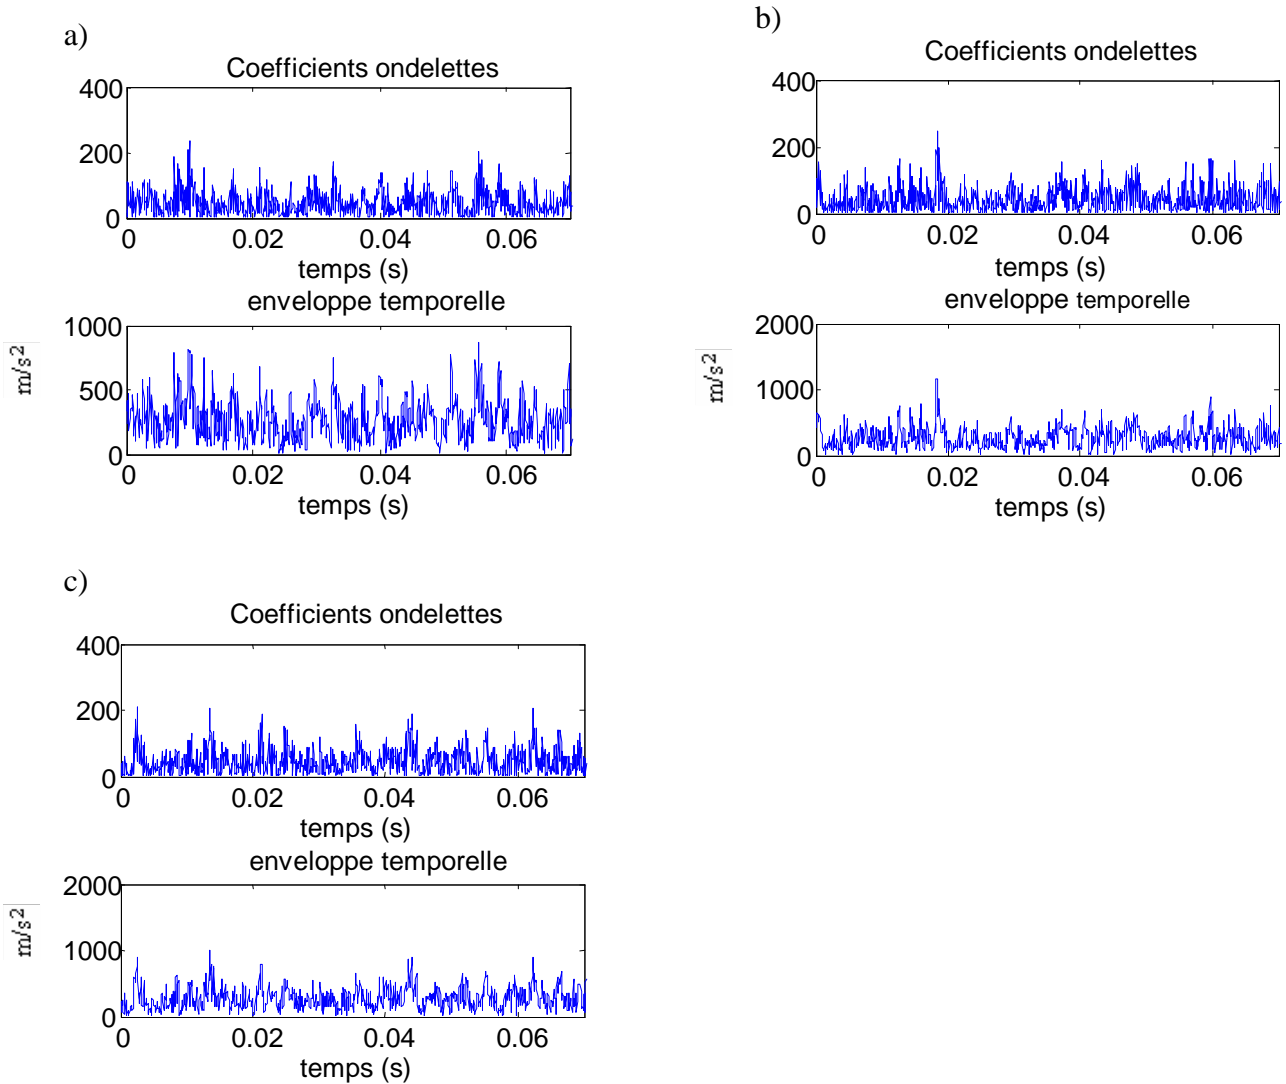 a)
Coefficients ondelettes
400
200
0
0 0.02 0.04 0.06
temps (s)
enveloppe temporelle
1000
500
0
m/s²
0 0.02 0.04 0.06
temps (s)
b)
Coefficients ondelettes
400
200
0
0 0.02 0.04 0.06
temps (s)
enveloppe temporelle
2000
1000
0
m/s²
0 0.02 0.04 0.06
temps (s)
c)
Coefficients ondelettes
400
200
0
0 0.02 0.04 0.06
temps (s)
enveloppe temporelle
2000
1000
0
m/s²
0 0.02 0.04 0.06
temps (s)